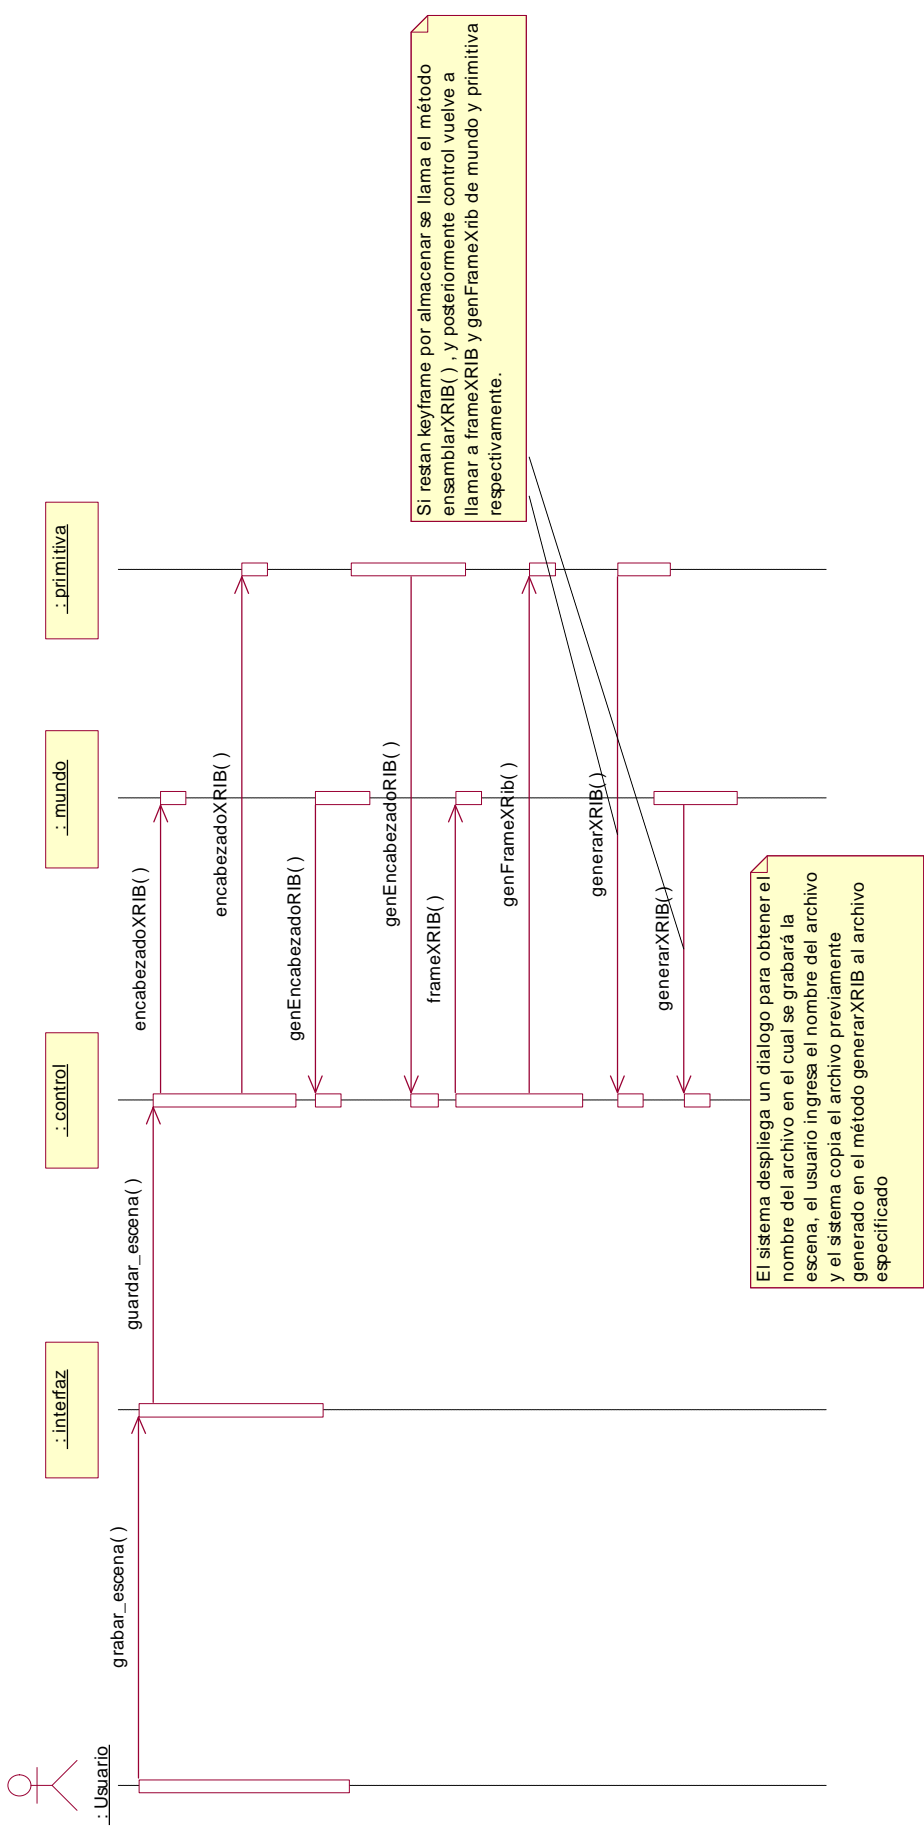 : Usuario
: interfaz
: control
: mundo
: primitiva
grabar_escena( )
guardar_escena( )
encabezadoXRIB( )
encabezadoXRIB( )
genEncabezadoRIB( )
genEncabezadoRIB( )
frameXRIB( )
genFrameXRib( )
generarXRIB( )
generarXRIB( )
Si restan keyframe por almacenar se llama el método
ensamblarXRIB( ) , y posteriormente control vuelve a
llamar a frameXRIB y genFrameXrib de mundo y primitiva
respectivamente.
El sistema despliega un dialogo para obtener el
nombre del archivo en el cual se grabará la
escena, el usuario ingresa el nombre del archivo
y el sistema copia el archivo previamente
generado en el método generarXRIB al archivo
especificado